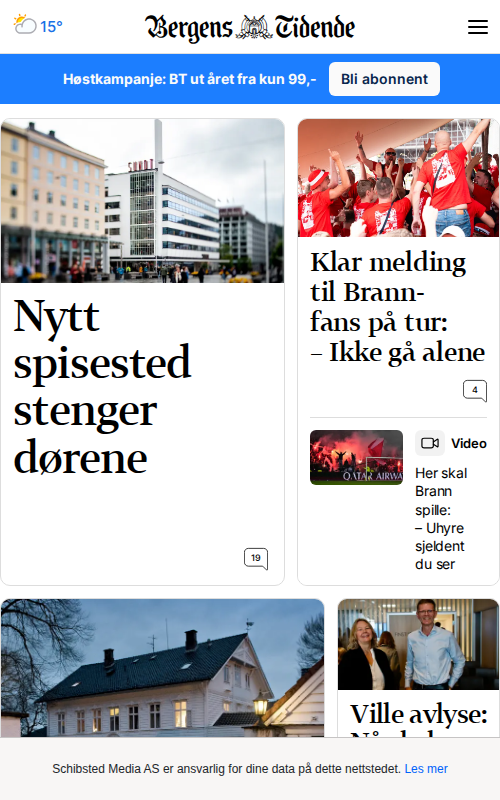 15°
Bergens Tidende
Høstkampanje: BT ut året fra kun 99,-
Bli abonnent
SUNDT
Nytt
spisested
stenger
dørene
19
Klar melding
til Brann-
fans på tur:
– Ikke gå alene
4
QATAR AIRWA
Video
Her skal
Brann
spille:
– Uhyre
sjeldent
du ser
Ville avlyse:
Schibsted Media AS er ansvarlig for dine data på dette nettstedet. Les mer